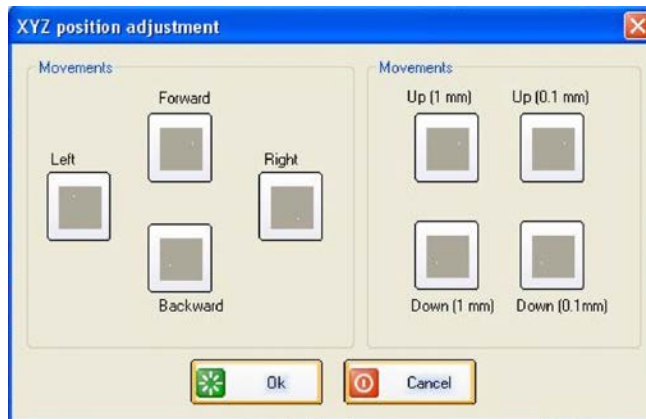 XYZ position adjustment
Movements
Forward
Left
Right
Backward
Movements
Up (1 mm)
Up (0.1 mm)
Down (1 mm)
Down (0.1mm)
Ok
Cancel